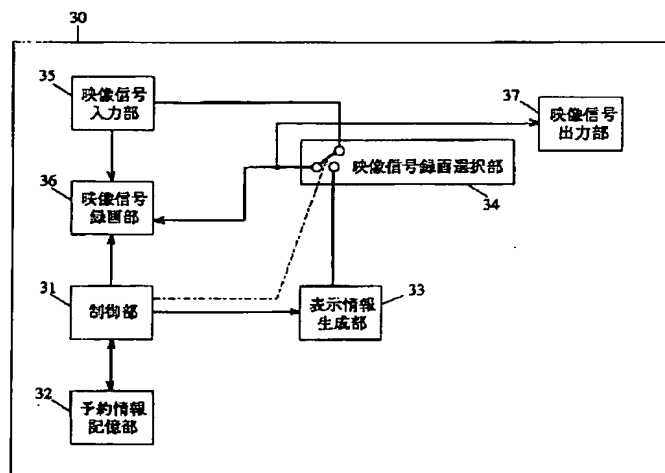 30
35
映像信号
入力部
37
映像信号
出力部
36
映像信号
録画部
映像信号録画選択部
34
31
制御部
表示情報
生成部
33
32
予約情報
記憶部